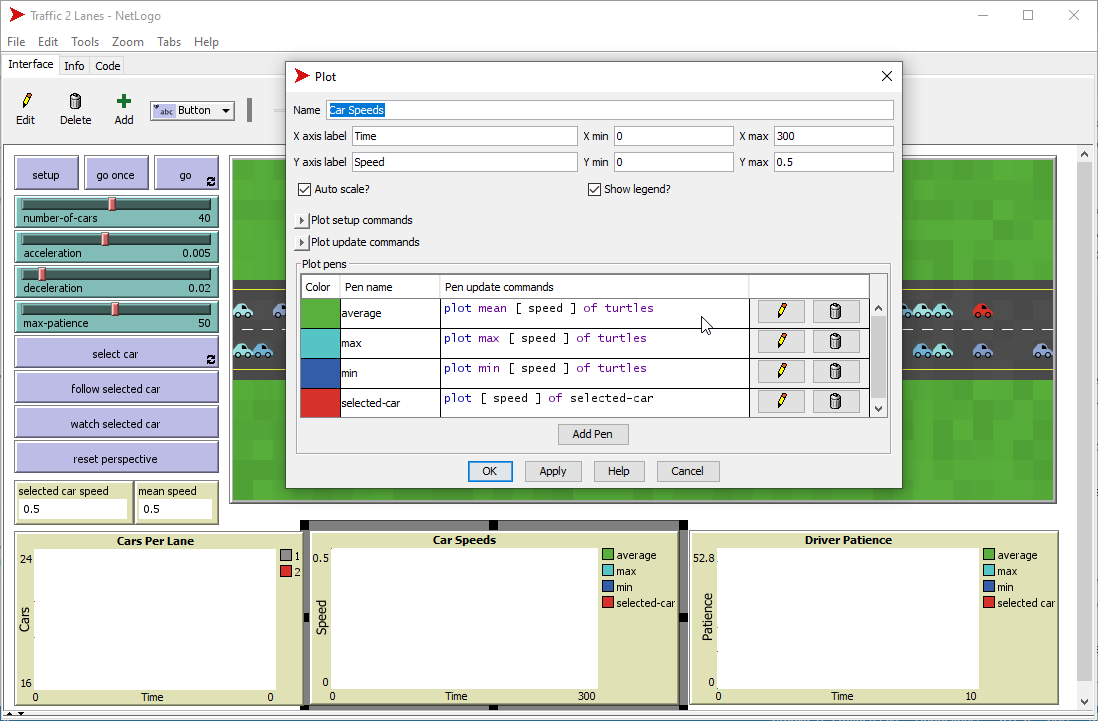 Traffic 2 Lanes - NetLogo
File Edit Tools Zoom Tabs Help
Interface Info Code
Edit Delete Add abc Button
Plot
Name Car Speeds
X axis label Time X min 0 X max 300
Y axis label Speed Y min 0 Y max 0.5
Auto scale? Show legend?
Plot setup commands
Plot update commands
Plot pens
Color Pen name Pen update commands
average plot mean [ speed ] of turtles
max plot max [ speed ] of turtles
min plot min [ speed ] of turtles
selected-car plot [ speed ] of selected-car
Add Pen
OK Apply Help Cancel
setup go once go
number-of-cars 40
acceleration 0.005
deceleration 0.02
max-patience 50
select car
follow selected car
watch selected car
reset perspective
selected car speed mean speed
0.5 0.5
Cars Per Lane
24
Cars
16
0 Time 0
1
2
Car Speeds
0.5
Speed
0
0 Time 300
average
max
min
selected-car
Driver Patience
52.8
Patience
0
0 Time 10
average
max
min
selected car